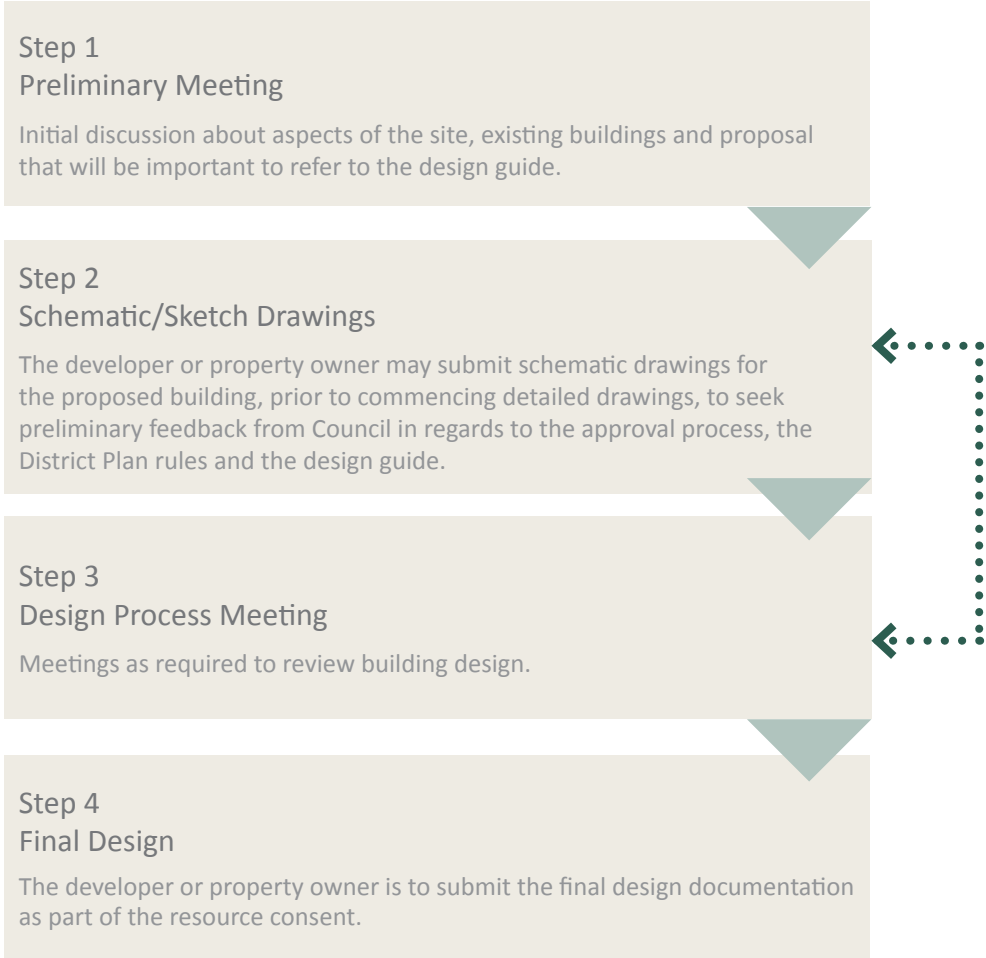 Step 1
Preliminary Meeting
Initial discussion about aspects of the site, existing buildings and proposal
that will be important to refer to the design guide.
Step 2
Schematic/Sketch Drawings
The developer or property owner may submit schematic drawings for
the proposed building, prior to commencing detailed drawings, to seek
preliminary feedback from Council in regards to the approval process, the
District Plan rules and the design guide.
Step 3
Design Process Meeting
Meetings as required to review building design.
Step 4
Final Design
The developer or property owner is to submit the final design documentation
as part of the resource consent.